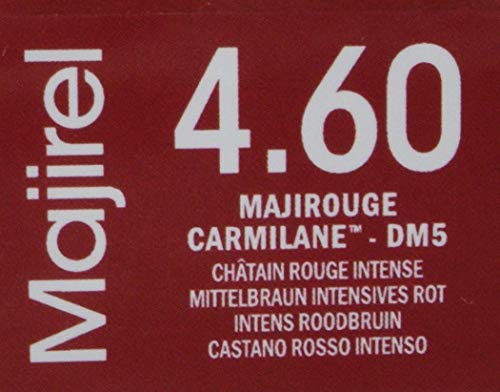 Majirel
4.60
MAJIROUGE
CARMILANE™ - DM5
CHÂTAIN ROUGE INTENSE
MITTELBRAUN INTENSIVES ROT
INTENS ROODBRUIN
CASTANO ROSSO INTENSO